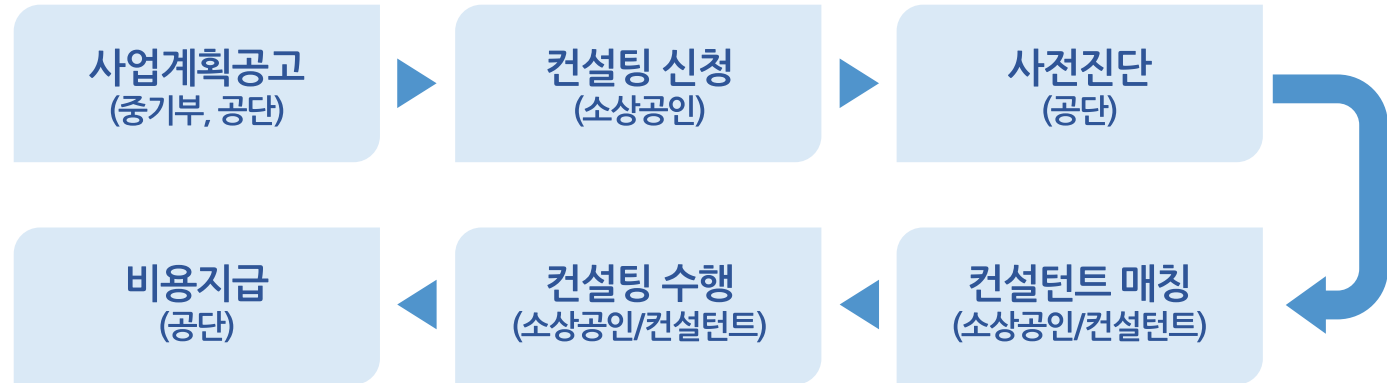 사업계획공고
(중기부, 공단)
컨설팅 신청
(소상공인)
사전진단
(공단)
컨설턴트 매칭
(소상공인/컨설턴트)
컨설팅 수행
(소상공인/컨설턴트)
비용지급
(공단)